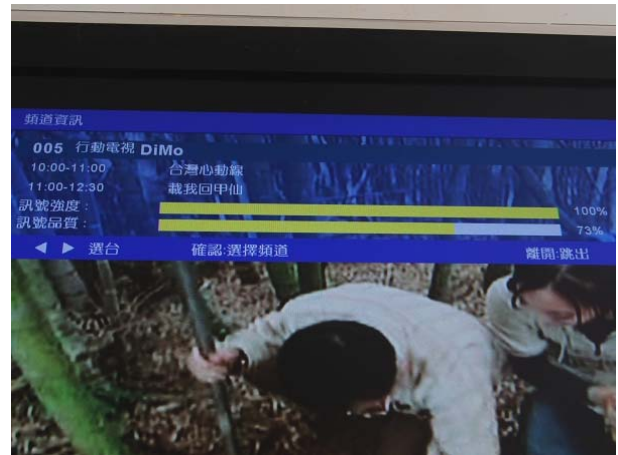 頻道資訊
005 行動電視 DiMo
10:00-11:00 台灣心動線
11:00-12:30 載我回甲仙
訊號強度: 100%
訊號品質: 73%
◀ ▶ 選台 確認:選擇頻道 離開:跳出